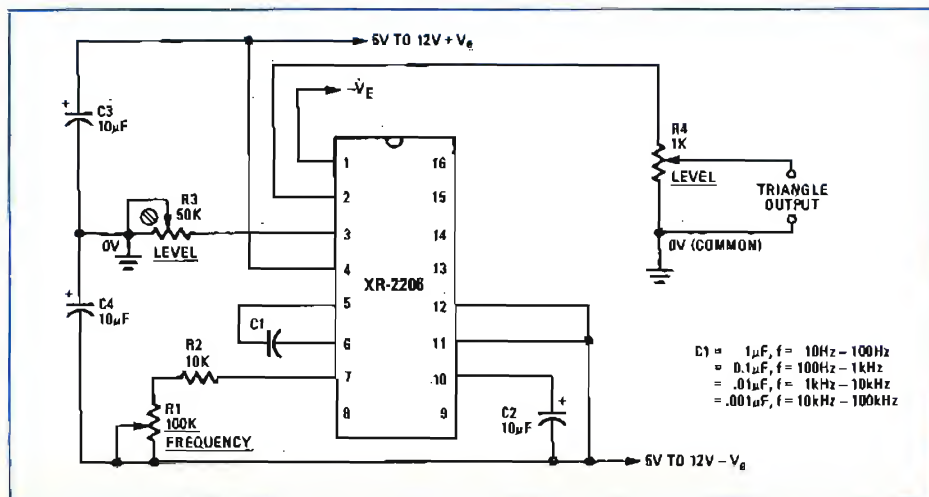 6V TO 12V + Ve
-VE
+
C3
10µF
R3
50K
0V
LEVEL
+
C4
10µF
C1
R2
10K
R1
100K
FREQUENCY
1
2
3
4
5
6
7
8
16
15
14
13
12
11
10
9
XR-2206
+
C2
10µF
R4
1K
LEVEL
TRIANGLE
OUTPUT
0V (COMMON)
C1 = 1µF, f = 10Hz – 100Hz
= 0.1µF, f = 100Hz – 1kHz
= .01µF, f = 1kHz – 10kHz
= .001µF, f = 10kHz – 100kHz
6V TO 12V – Ve